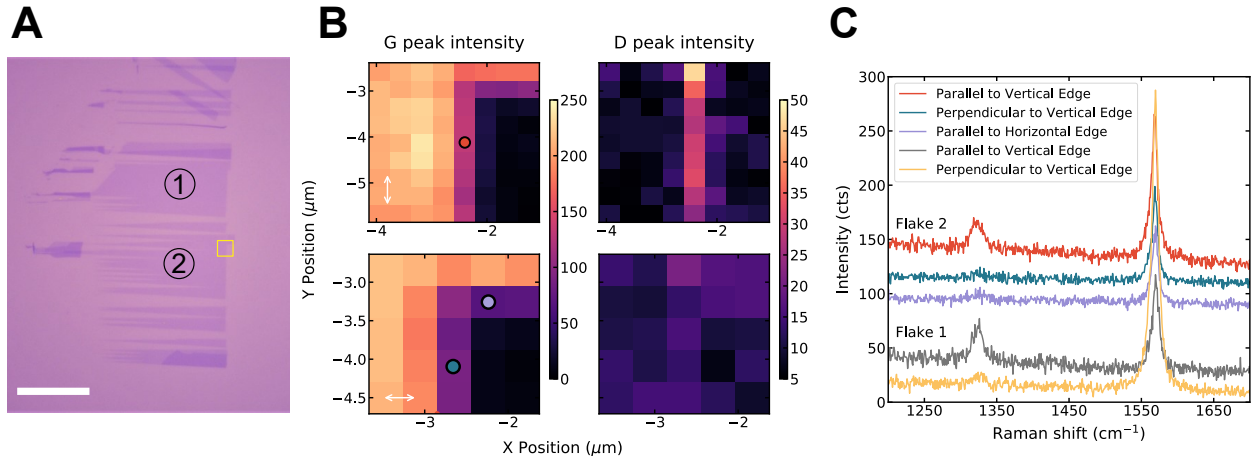 A
B
C
①
②
G peak intensity
D peak intensity
−3
−4
−5
−4
−2
250
200
150
100
50
0
−4
−2
50
45
40
35
30
25
20
15
10
5
−3.0
−3.5
−4.0
−4.5
−3
−2
−3
−2
Y Position (μm)
X Position (μm)
300
250
200
150
100
50
0
Intensity (cts)
Parallel to Vertical Edge
Perpendicular to Vertical Edge
Parallel to Horizontal Edge
Parallel to Vertical Edge
Perpendicular to Vertical Edge
Flake 2
Flake 1
1250
1350
1450
1550
1650
Raman shift (cm⁻¹)